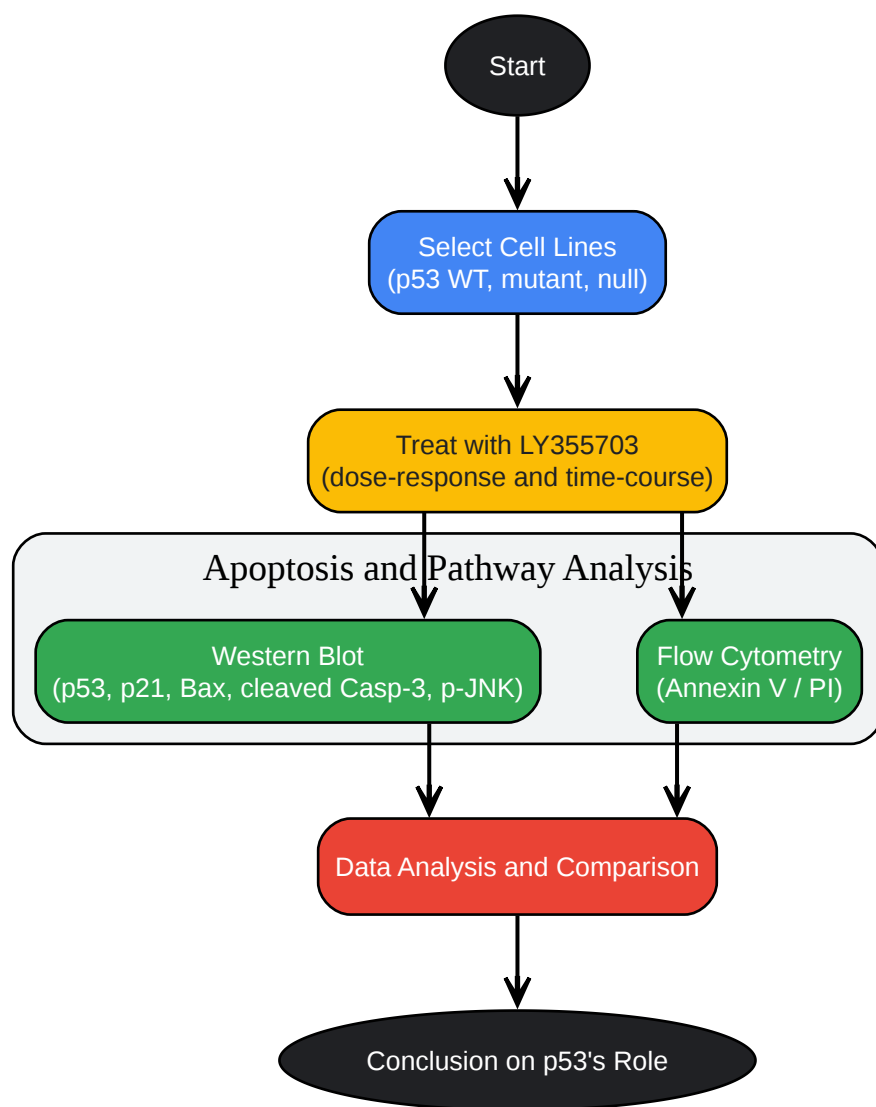 Start
Select Cell Lines
(p53 WT, mutant, null)
Treat with LY355703
(dose-response and time-course)
Apoptosis and Pathway Analysis
Western Blot
(p53, p21, Bax, cleaved Casp-3, p-JNK)
Flow Cytometry
(Annexin V / PI)
Data Analysis and Comparison
Conclusion on p53's Role